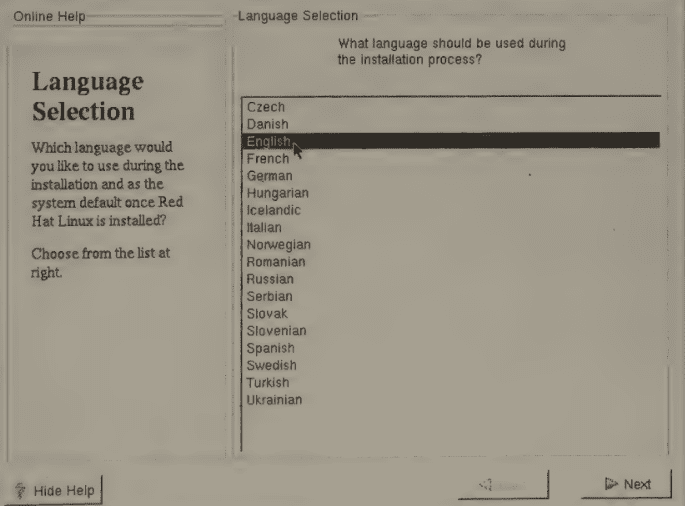 Online Help
Language
Selection
Which language would
you like to use during the
installation and as the
system default once Red
Hat Linux is installed?
Choose from the list at
right.
Language Selection
What language should be used during
the installation process?
Czech
Danish
English
French
German
Hungarian
Icelandic
Italian
Norwegian
Romanian
Russian
Serbian
Slovak
Slovenian
Spanish
Swedish
Turkish
Ukrainian
Hide Help
Next